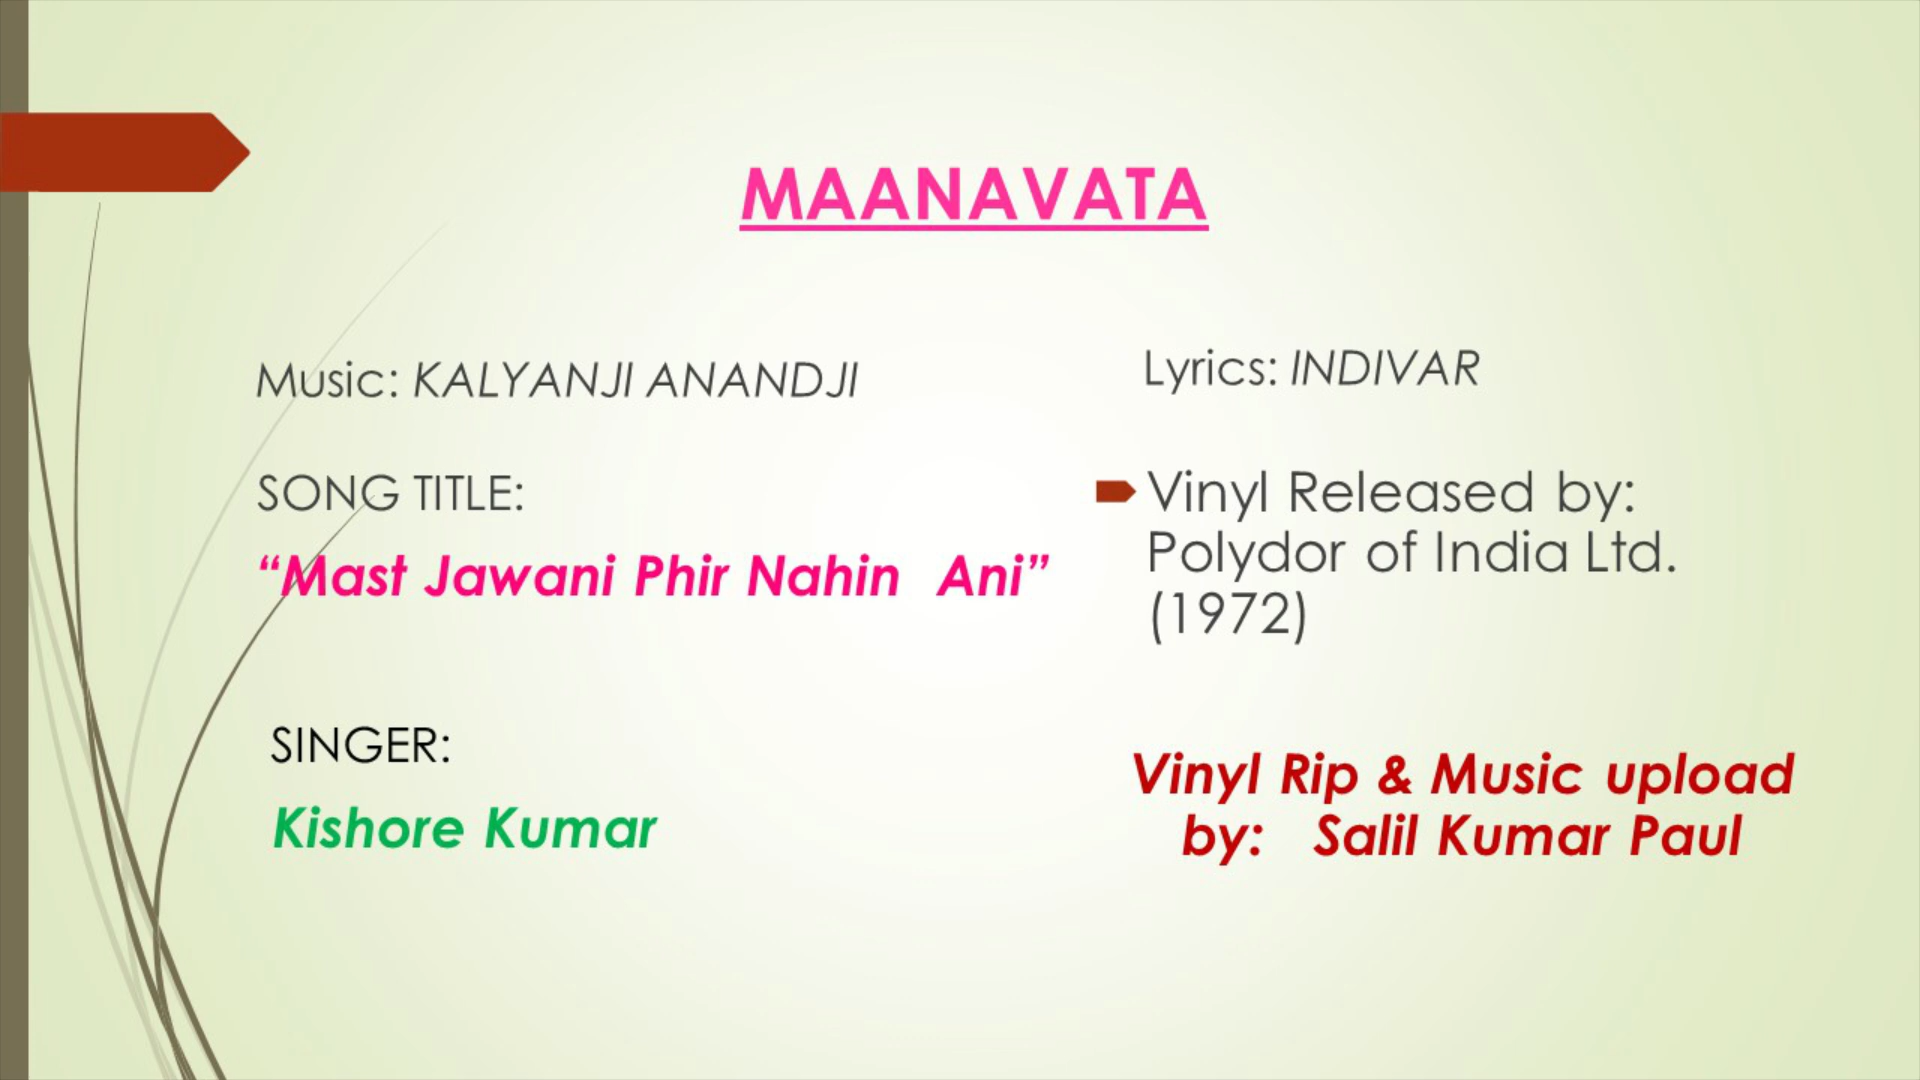 MAANAVATA
Music: KALYANJI ANANDJI
SONG TITLE:
“Mast Jawani Phir Nahin Ani”
SINGER:
Kishore Kumar
Lyrics: INDIVAR
Vinyl Released by:
Polydor of India Ltd.
(1972)
Vinyl Rip & Music upload
by: Salil Kumar Paul